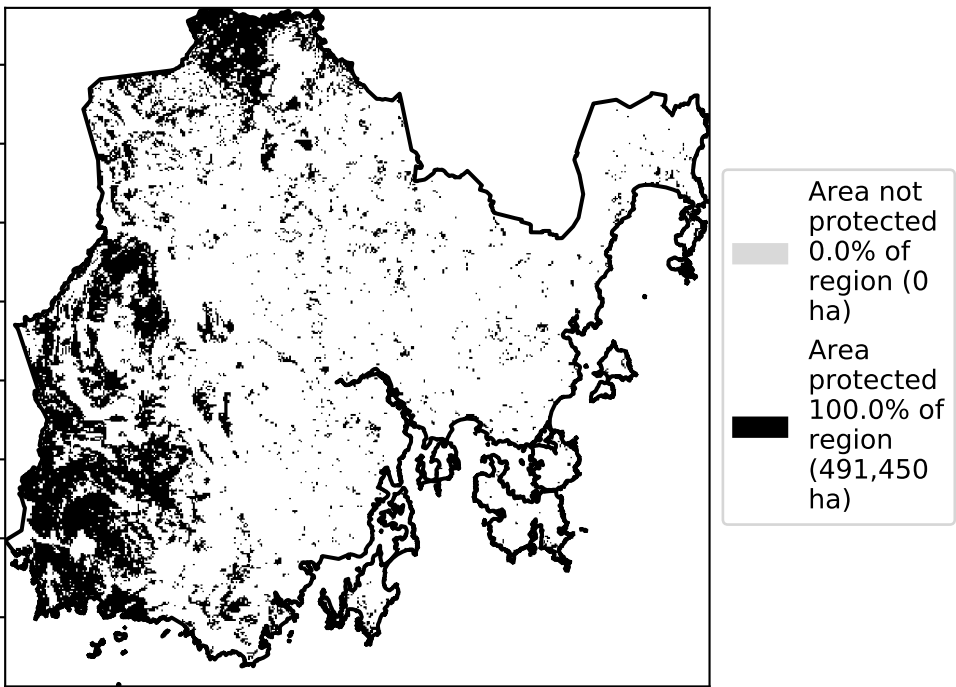 Area not
protected
0.0% of
region (0
ha)
Area
protected
100.0% of
region
(491,450
ha)